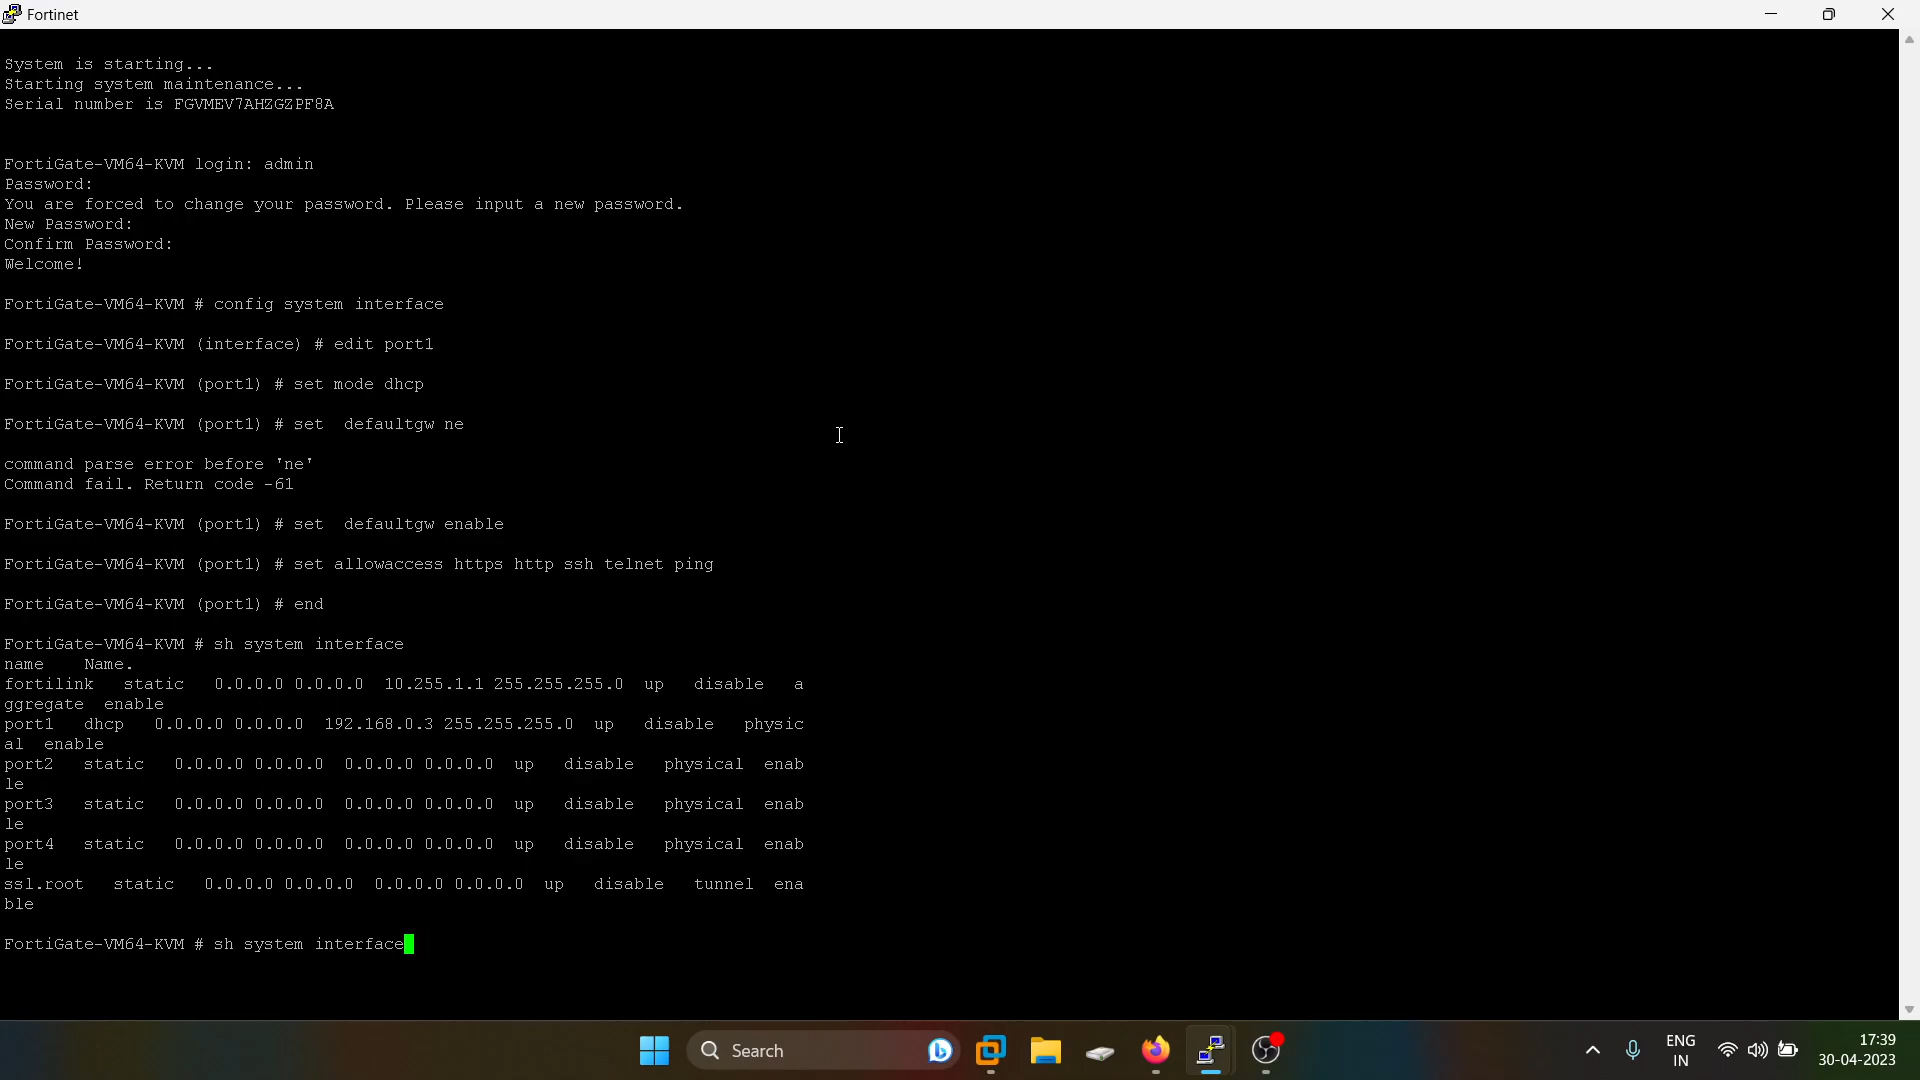 Fortinet
System is starting...
Starting system maintenance...
Serial number is FGVMEV7AHZGZPF8A
FortiGate-VM64-KVM login: admin
Password:
You are forced to change your password. Please input a new password.
New Password:
Confirm Password:
Welcome!
FortiGate-VM64-KVM # config system interface
FortiGate-VM64-KVM (interface) # edit port1
FortiGate-VM64-KVM (port1) # set mode dhcp
FortiGate-VM64-KVM (port1) # set  defaultgw ne
command parse error before 'ne'
Command fail. Return code -61
FortiGate-VM64-KVM (port1) # set  defaultgw enable
FortiGate-VM64-KVM (port1) # set allowaccess https http ssh telnet ping
FortiGate-VM64-KVM (port1) # end
FortiGate-VM64-KVM # sh system interface
name    Name.
fortilink   static   0.0.0.0 0.0.0.0  10.255.1.1 255.255.255.0  up   disable   a
ggregate  enable
port1   dhcp   0.0.0.0 0.0.0.0  192.168.0.3 255.255.255.0  up   disable   physic
al  enable
port2   static   0.0.0.0 0.0.0.0  0.0.0.0 0.0.0.0  up   disable   physical  enab
le
port3   static   0.0.0.0 0.0.0.0  0.0.0.0 0.0.0.0  up   disable   physical  enab
le
port4   static   0.0.0.0 0.0.0.0  0.0.0.0 0.0.0.0  up   disable   physical  enab
le
ssl.root   static   0.0.0.0 0.0.0.0  0.0.0.0 0.0.0.0  up   disable   tunnel  ena
ble
FortiGate-VM64-KVM # sh system interface
Search
ENG
IN
17:39
30-04-2023